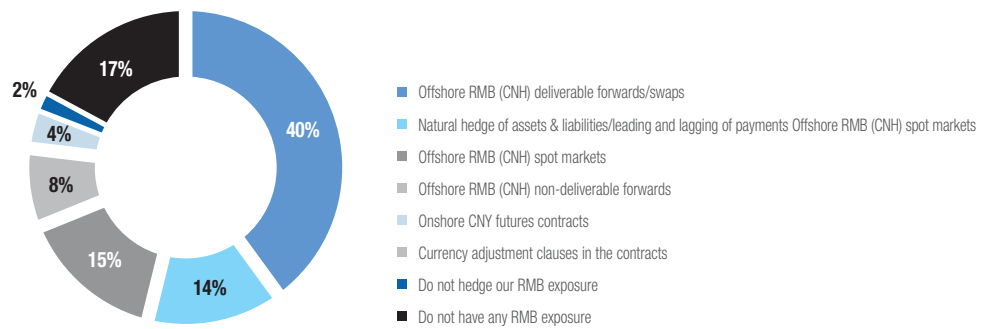 17%
2%
4%
40%
8%
15%
14%
Offshore RMB (CNH) deliverable forwards/swaps
Natural hedge of assets & liabilities/leading and lagging of payments Offshore RMB (CNH) spot markets
Offshore RMB (CNH) spot markets
Offshore RMB (CNH) non-deliverable forwards
Onshore CNY futures contracts
Currency adjustment clauses in the contracts
Do not hedge our RMB exposure
Do not have any RMB exposure